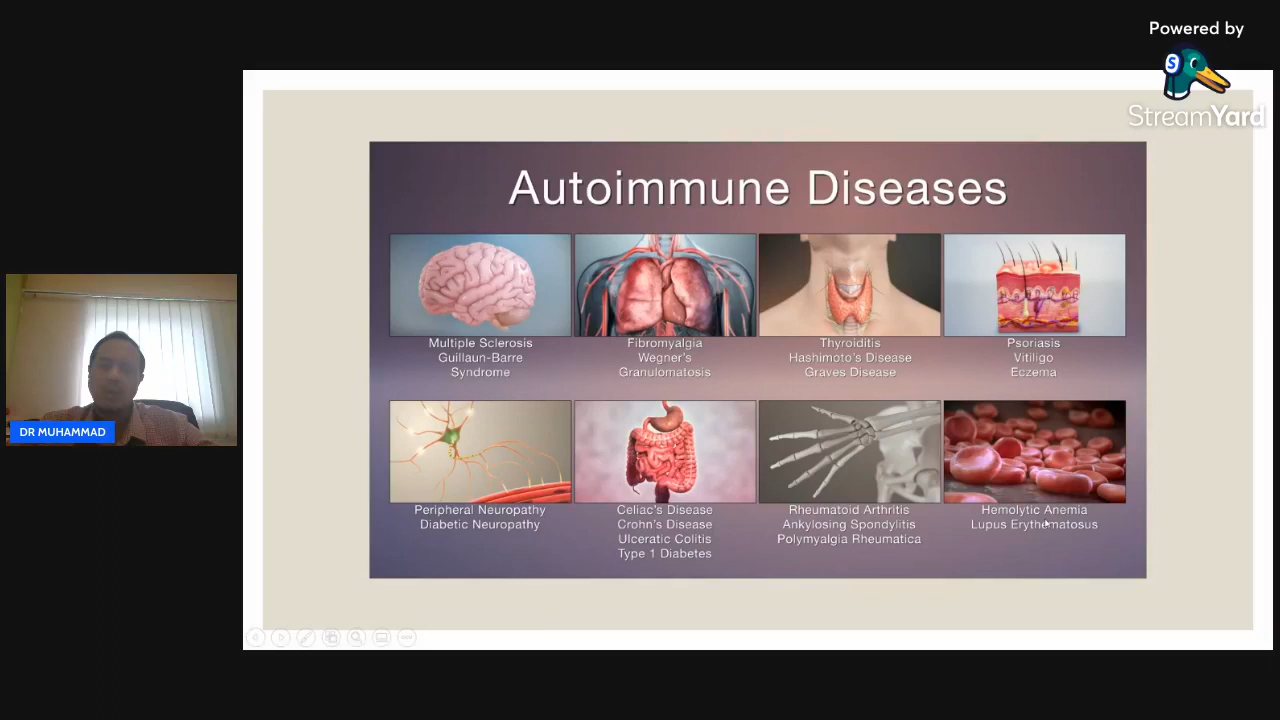 Powered by
StreamYard
Autoimmune Diseases
Multiple Sclerosis
Guillaun-Barre
Syndrome
Fibromyalgia
Wegner's
Granulomatosis
Thyroiditis
Hashimoto's Disease
Graves Disease
Psoriasis
Vitiligo
Eczema
Peripheral Neuropathy
Diabetic Neuropathy
Celiac's Disease
Crohn's Disease
Ulceratic Colitis
Type 1 Diabetes
Rheumatoid Arthritis
Ankylosing Spondylitis
Polymyalgia Rheumatica
Hemolytic Anemia
Lupus Erythematosus
DR MUHAMMAD